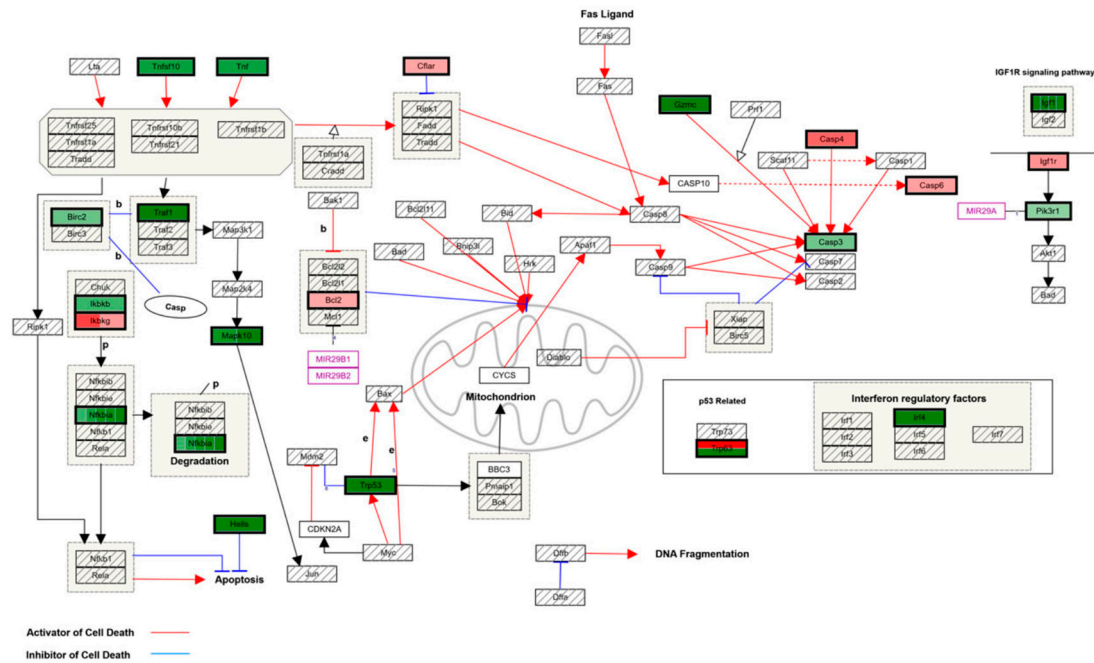 Fas Ligand
Lta
Tnfsf10
Tnf
Cflar
Fasl
Fas
IGF1R signaling pathway
Igf1
Igf2
Tnfrsf25
Tnfrsf1a
Tradd
Tnfrsf10b
Tnfrsf21
Tnfrsf1b
Ripk1
Fadd
Tradd
Gzmc
Prf1
Casp4
Scaf11
Casp1
Igf1r
Tnfrsf1a
Cradd
CASP10
Casp6
Birc2
Birc3
b
Traf1
Traf2
Traf3
Map3k1
Bak1
b
Bcl2l11
Bid
Casp8
MIR29A
Pik3r1
b
Bad
Bnip3l
Hrk
Apaf1
Casp9
Casp3
Casp7
Casp2
Akt1
Bad
Chuk
Ikbkb
Ikbkg
Casp
Map2k4
Bcl2l2
Bcl2l1
Bcl2
Mcl1
Ripk1
Mapk10
Xiap
Birc5
p
MIR29B1
MIR29B2
Diablo
CYCS
Mitochondrion
Nfkbib
Nfkbie
Nfkbia
Nfkb1
Rela
p
Nfkbib
Nfkbie
Nfkbia
Degradation
Bax
p53 Related
Trp73
Trp63
Interferon regulatory factors
Irf1
Irf2
Irf3
Irf4
Irf5
Irf6
Irf7
e
e
Mdm2
Trp53
BBC3
Pmaip1
Bok
Hells
CDKN2A
Myc
Nfkb1
Rela
Apoptosis
Jun
Dffb
DNA Fragmentation
Dffa
Activator of Cell Death
Inhibitor of Cell Death